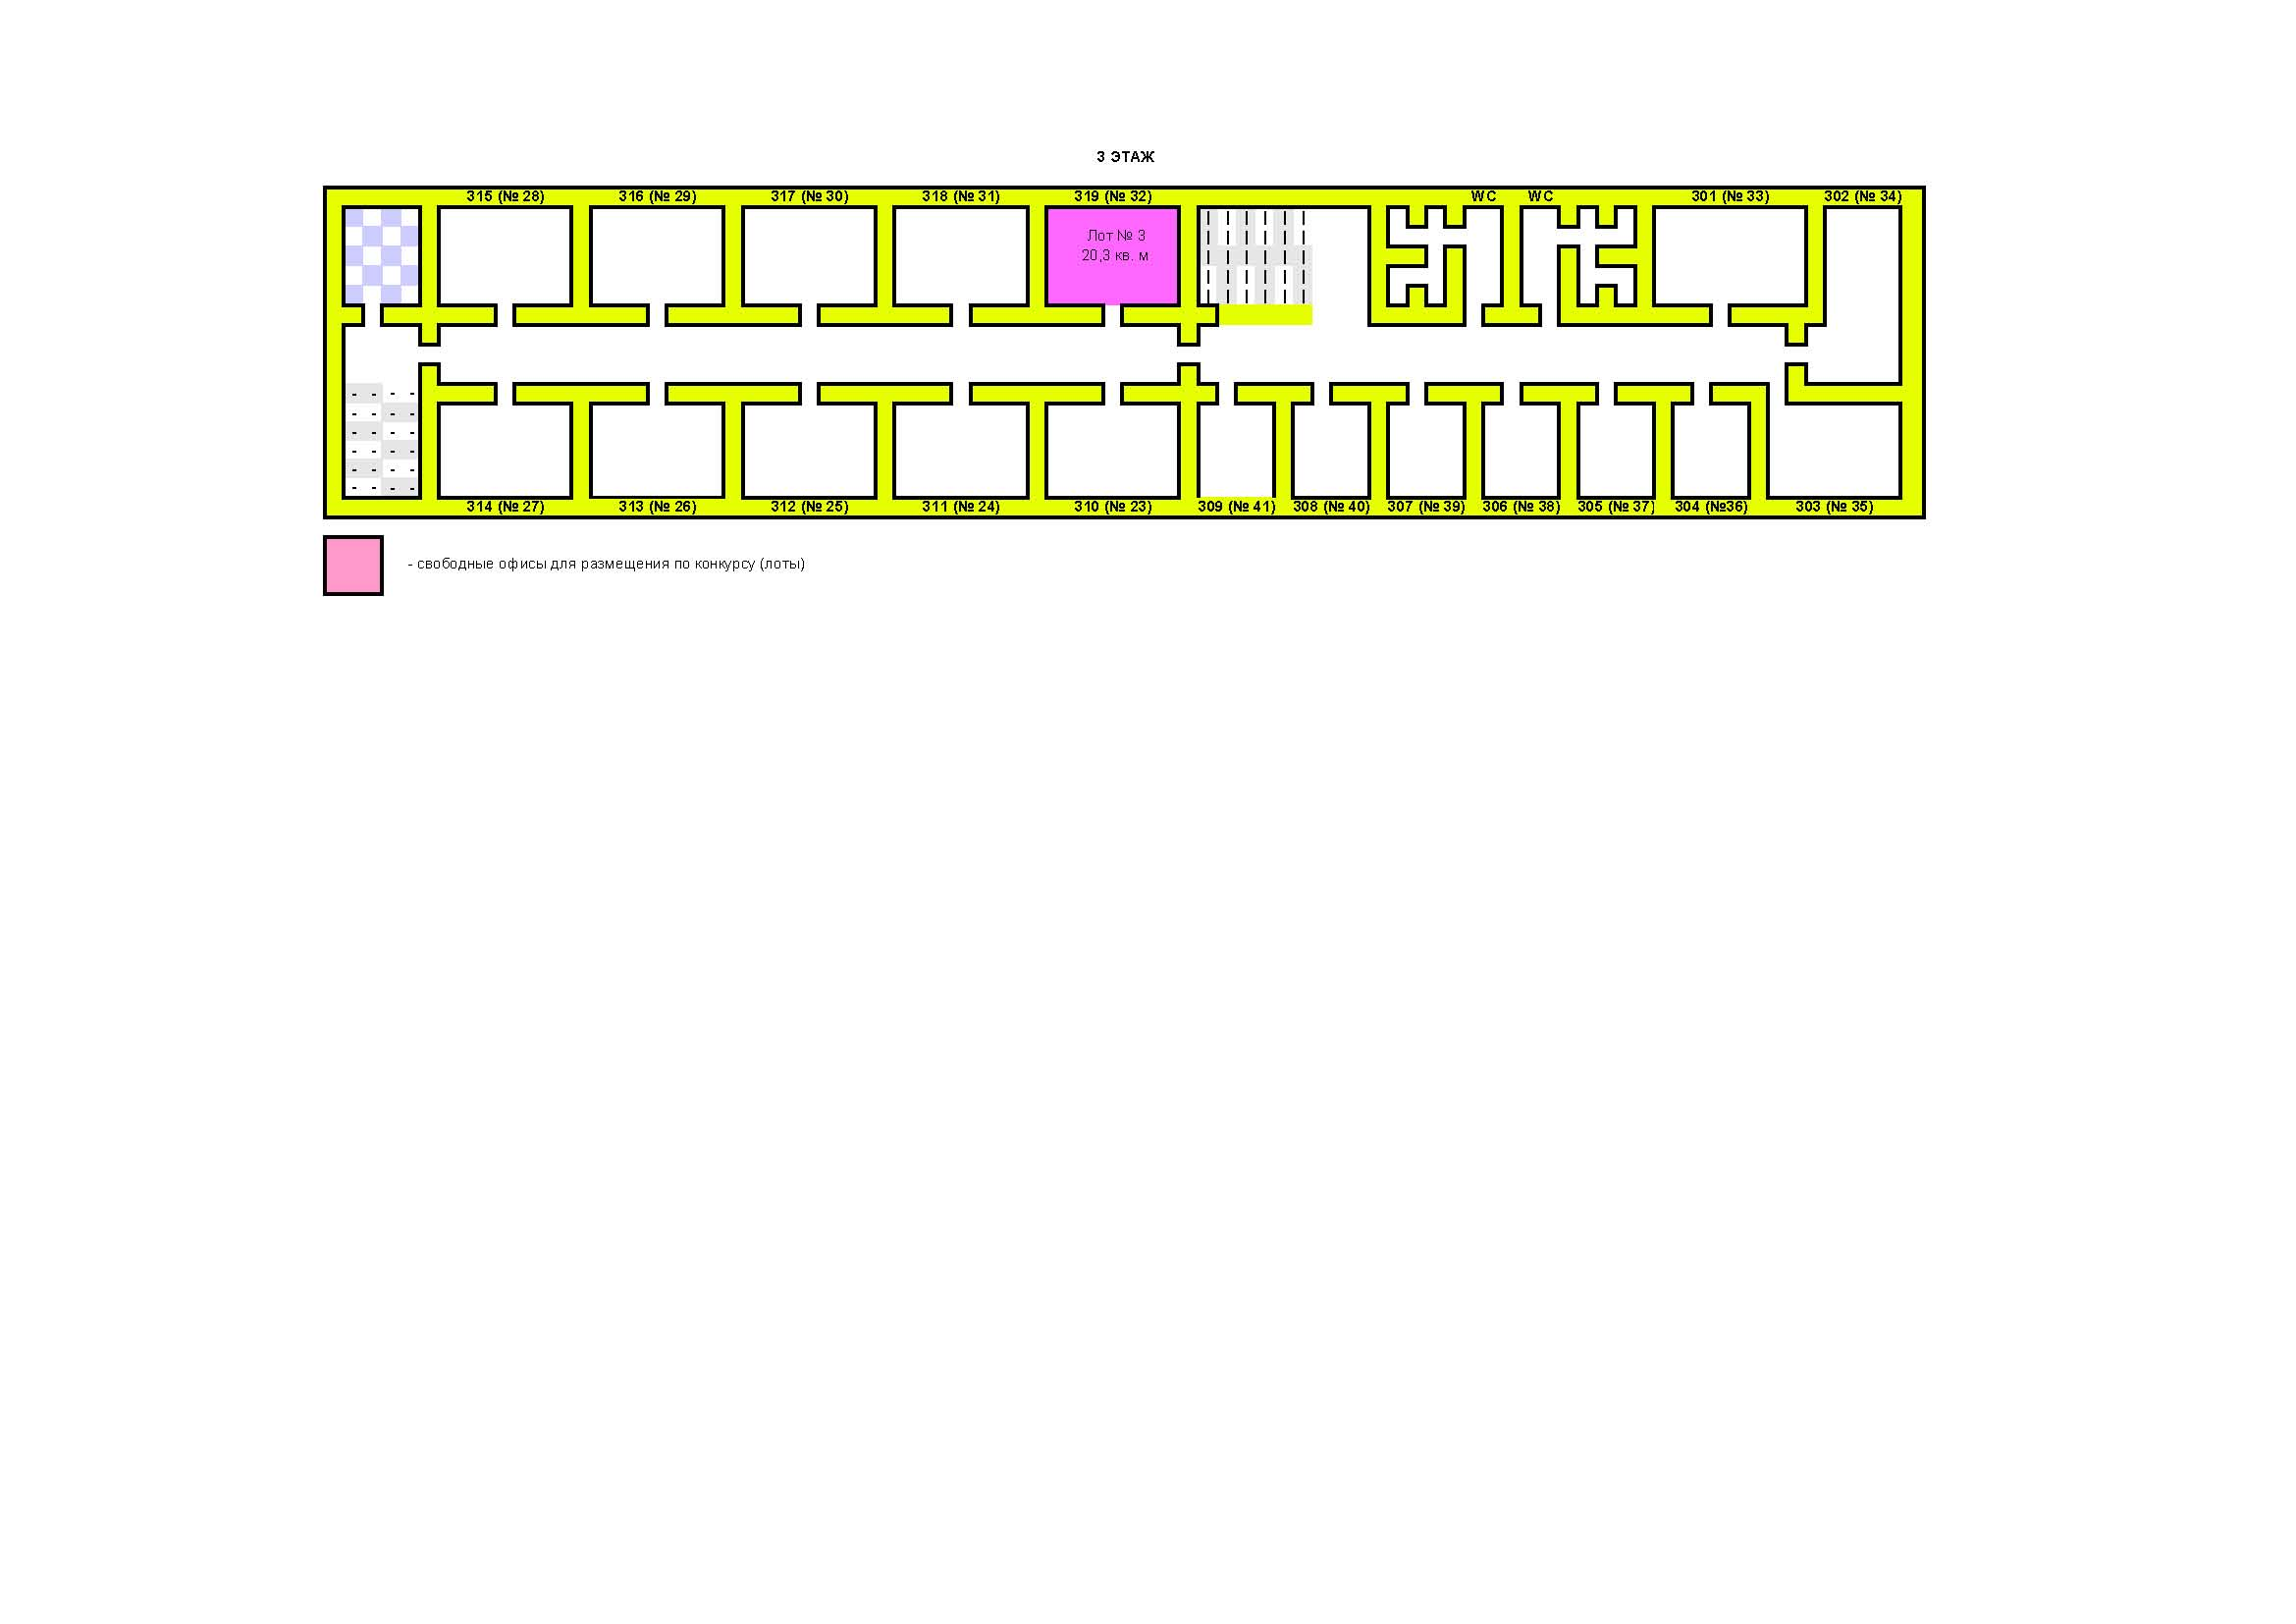 3 ЭТАЖ
315 (№ 28) 316 (№ 29) 317 (№ 30) 318 (№ 31) 319 (№ 32) WC WC 301 (№ 33) 302 (№ 34)
Лот № 3
20,3 кв. м
314 (№ 27) 313 (№ 26) 312 (№ 25) 311 (№ 24) 310 (№ 23) 309 (№ 41) 308 (№ 40) 307 (№ 39) 306 (№ 38) 305 (№ 37) 304 (№36) 303 (№ 35)
- свободные офисы для размещения по конкурсу (лоты)